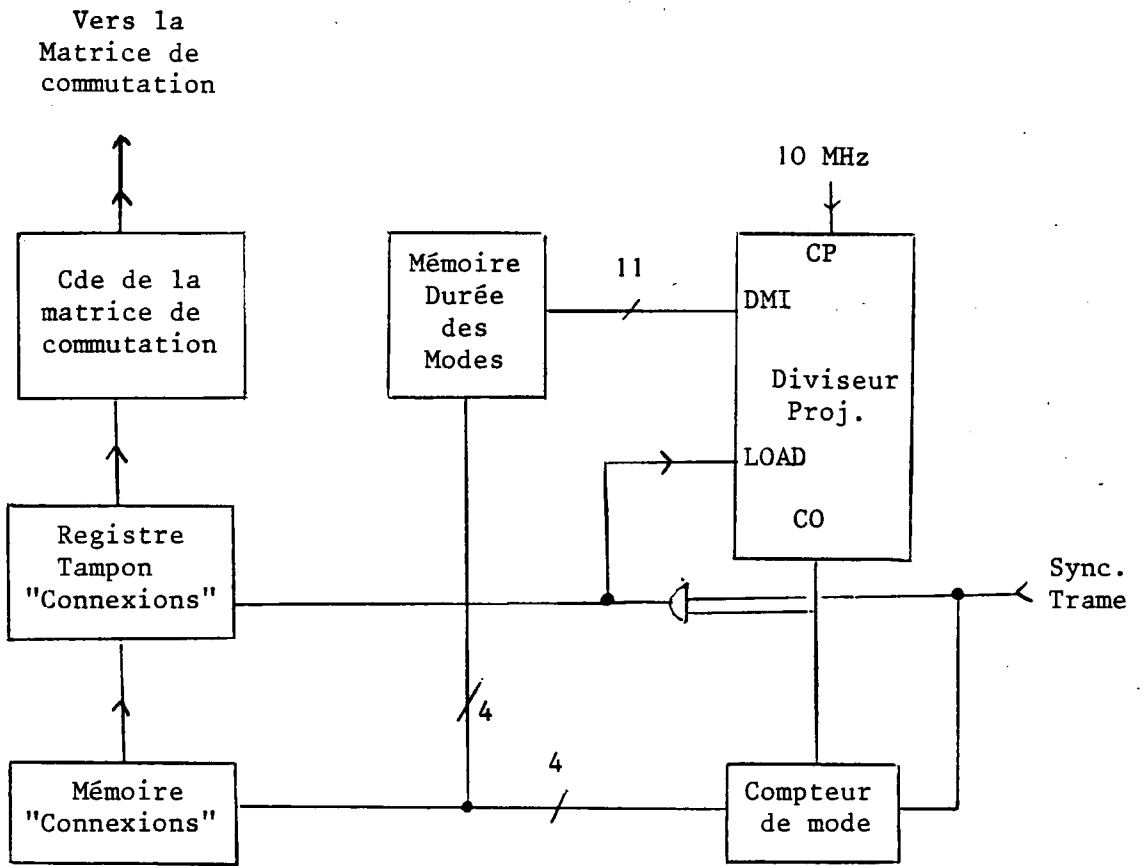 Vers la
Matrice de
commutation
10 MHz
Cde de la
matrice de
commutation
Mémoire
Durée
des
Modes
11
CP
DMI
Diviseur
Proj.
LOAD
CO
Registre
Tampon
"Connexions"
Sync.
Trame
4
4
Mémoire
"Connexions"
Compteur
de mode